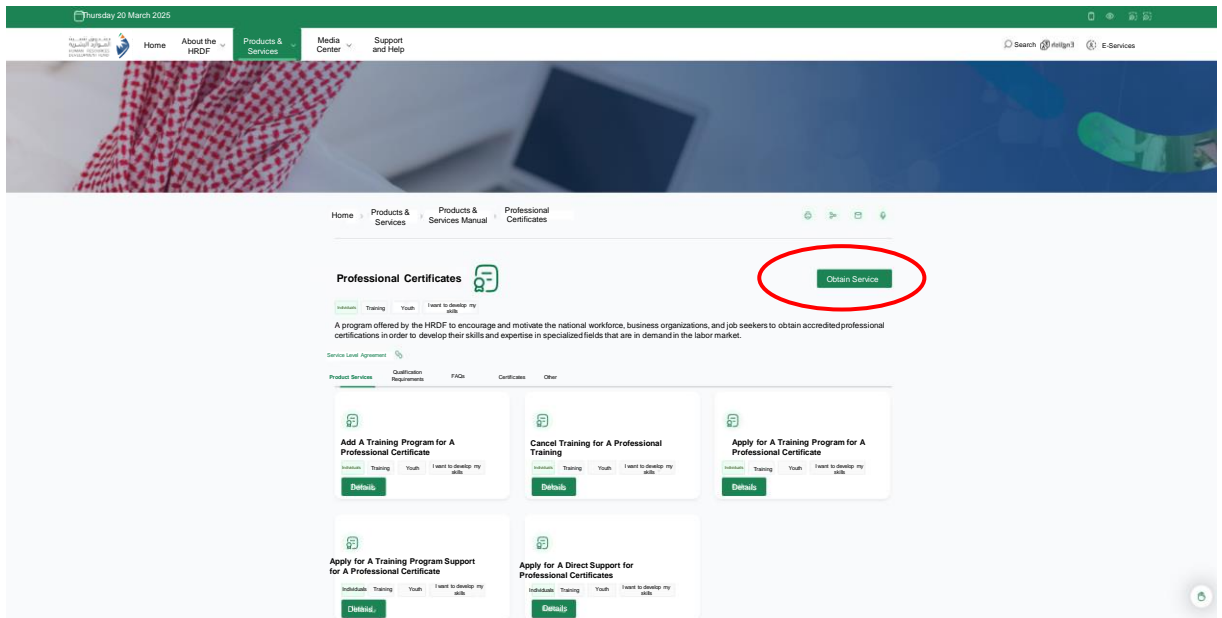 Thursday 20 March 2025
صندوق تنمية
الموارد البشرية
HUMAN RESOURCES
DEVELOPMENT FUND
Home
About the
HRDF
Products &
Services
Media
Center
Support
and Help
Search
E-Services
Home
Products &
Services
Products &
Services Manual
Professional
Certificates
Professional Certificates
Obtain Service
Individuals
Training
Youth
I want to develop my
skills
A program offered by the HRDF to encourage and motivate the national workforce, business organizations, and job seekers to obtain accredited professional
certifications in order to develop their skills and expertise in specialized fields that are in demand in the labor market.
Service Level Agreement
Product Services
Qualification
Requirements
FAQs
Certificates
Other
Add A Training Program for A
Professional Certificate
Individuals
Training
Youth
I want to develop my
skills
Details
Cancel Training for A Professional
Training
Individuals
Training
Youth
I want to develop my
skills
Details
Apply for A Training Program for A
Professional Certificate
Individuals
Training
Youth
I want to develop my
skills
Details
Apply for A Training Program Support
for A Professional Certificate
Individuals
Training
Youth
I want to develop my
skills
Details
Apply for A Direct Support for
Professional Certificates
Individuals
Training
Youth
I want to develop my
skills
Details